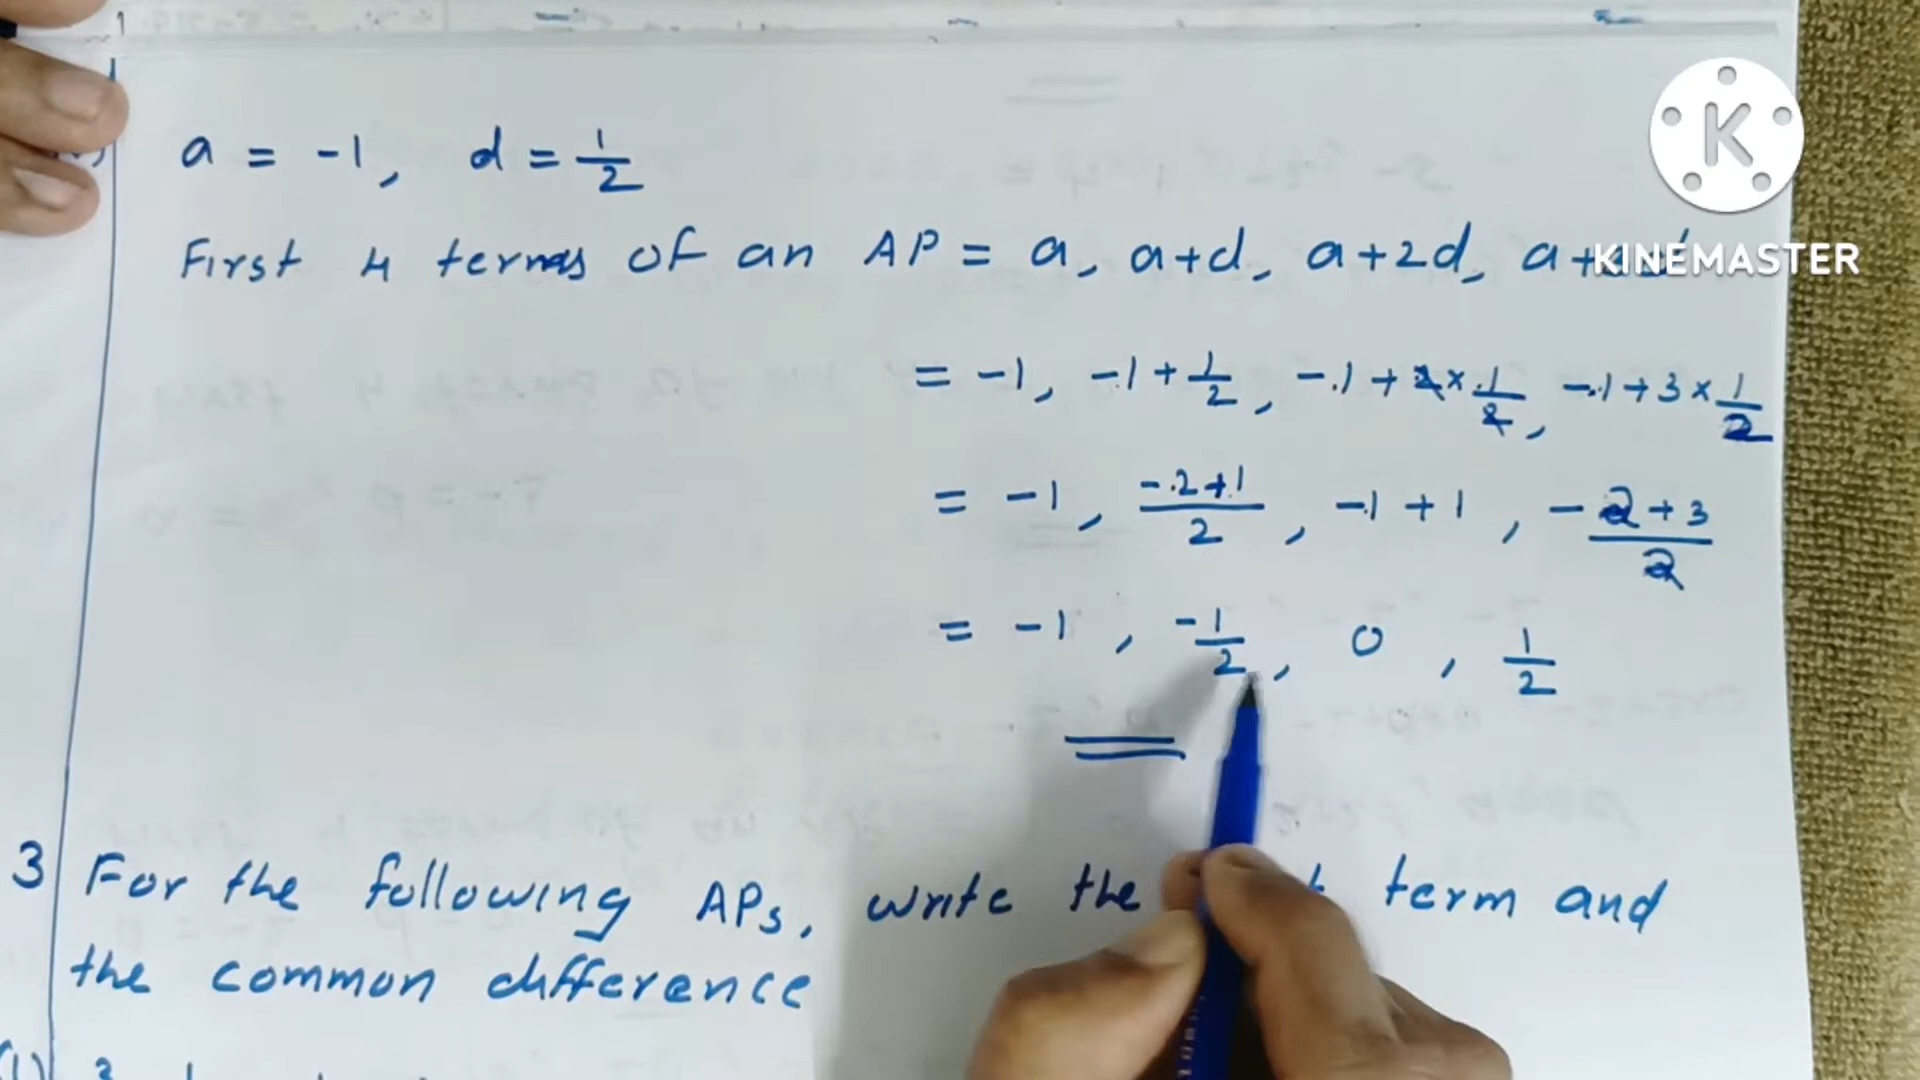 a = -1, d = 1/2
First 4 terms of an AP = a, a+d, a+2d,
K
KINEMASTER
= -1, -1 + 1/2, -1 + 2 × 1/2, -1 + 3 × 1/2
= -1, (-2+1)/2, -1 + 1, (-2+3)/2
= -1, -1/2, 0, 1/2
3 For the following APs, write the term and
the common difference